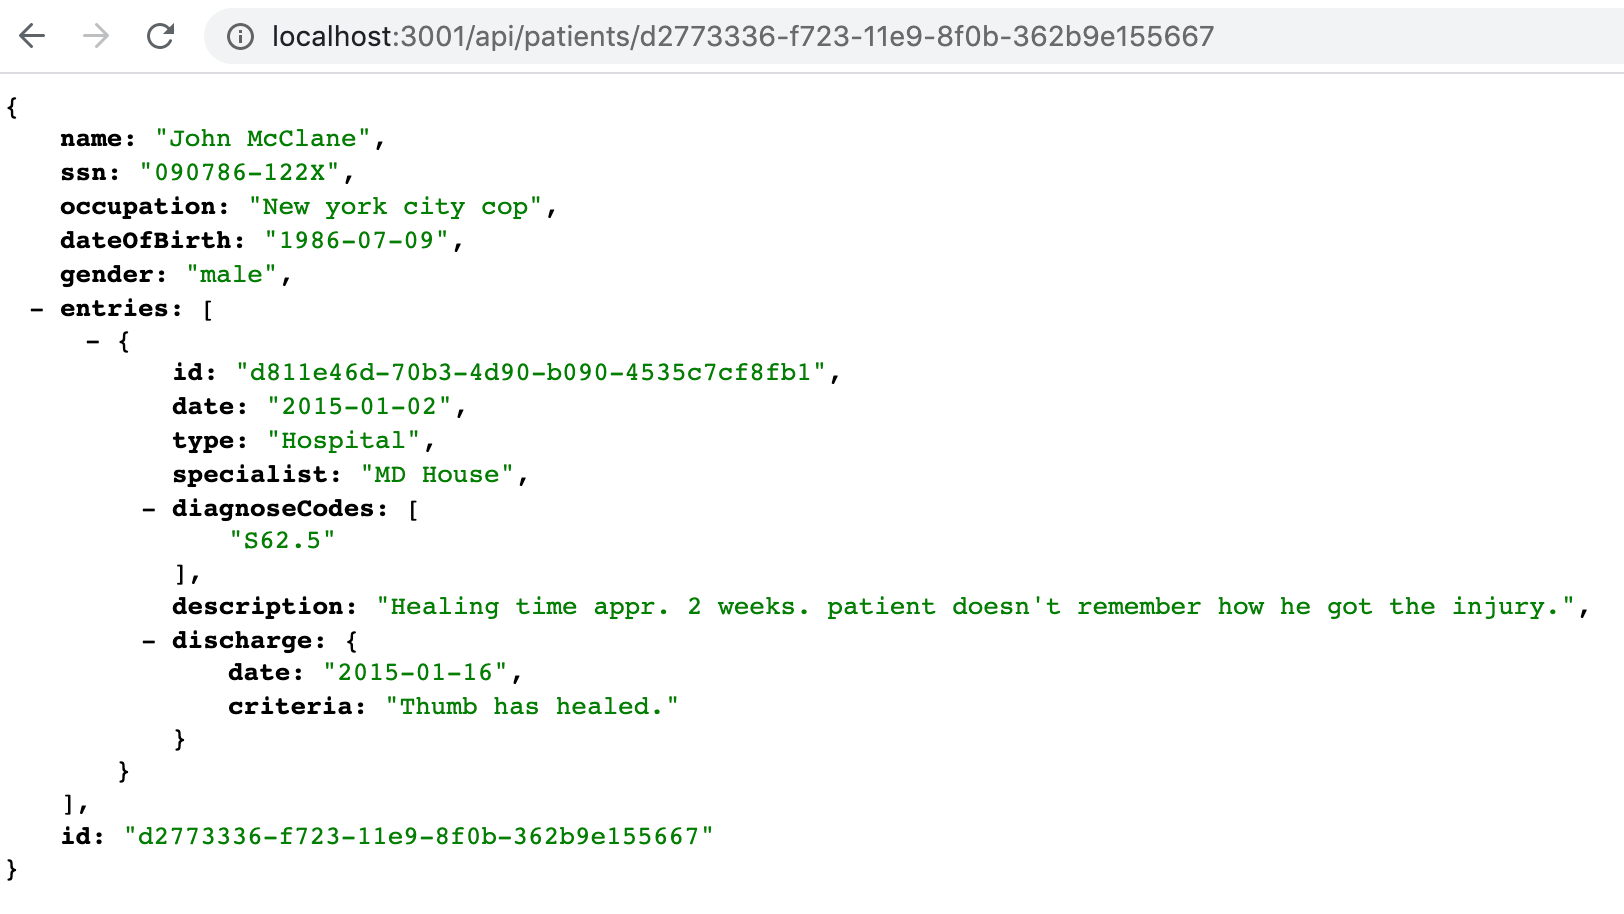 localhost:3001/api/patients/d2773336-f723-11e9-8f0b-362b9e155667
{
name: "John McClane",
ssn: "090786-122X",
occupation: "New york city cop",
dateOfBirth: "1986-07-09",
gender: "male",
- entries: [
- {
id: "d811e46d-70b3-4d90-b090-4535c7cf8fb1",
date: "2015-01-02",
type: "Hospital",
specialist: "MD House",
- diagnoseCodes: [
"S62.5"
],
description: "Healing time appr. 2 weeks. patient doesn't remember how he got the injury.",
- discharge: {
date: "2015-01-16",
criteria: "Thumb has healed."
}
}
],
id: "d2773336-f723-11e9-8f0b-362b9e155667"
}